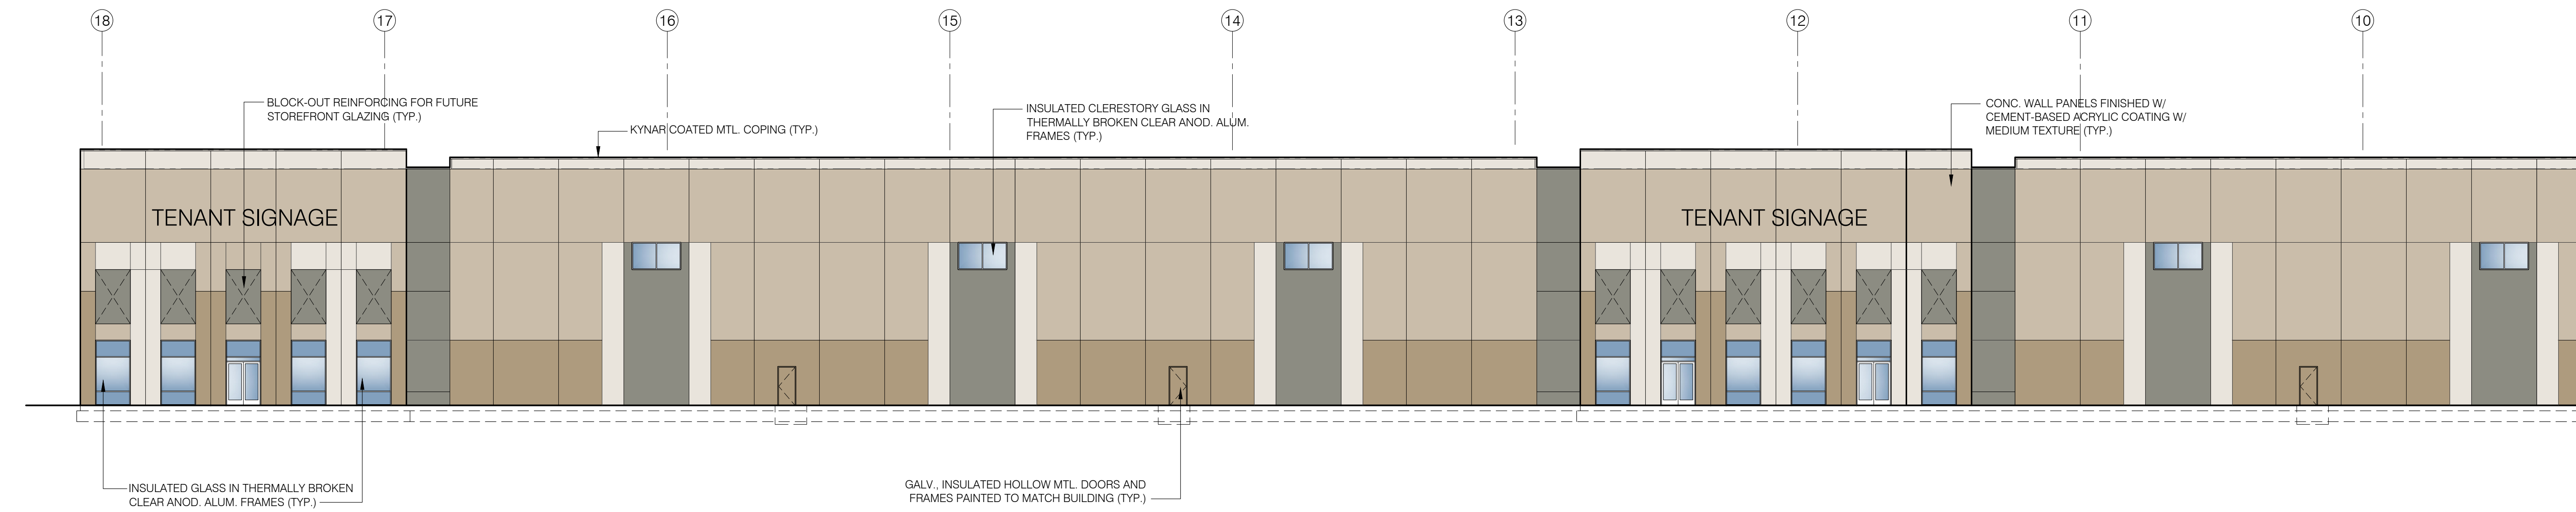 18 17 16 15 14 13 12 11 10
BLOCK-OUT REINFORCING FOR FUTURE
STOREFRONT GLAZING (TYP.)
KYNAR COATED MTL. COPING (TYP.)
INSULATED CLERESTORY GLASS IN
THERMALLY BROKEN CLEAR ANOD. ALUM.
FRAMES (TYP.)
CONC. WALL PANELS FINISHED W/
CEMENT-BASED ACRYLIC COATING W/
MEDIUM TEXTURE (TYP.)
TENANT SIGNAGE
TENANT SIGNAGE
INSULATED GLASS IN THERMALLY BROKEN
CLEAR ANOD. ALUM. FRAMES (TYP.)
GALV., INSULATED HOLLOW MTL. DOORS AND
FRAMES PAINTED TO MATCH BUILDING (TYP.)